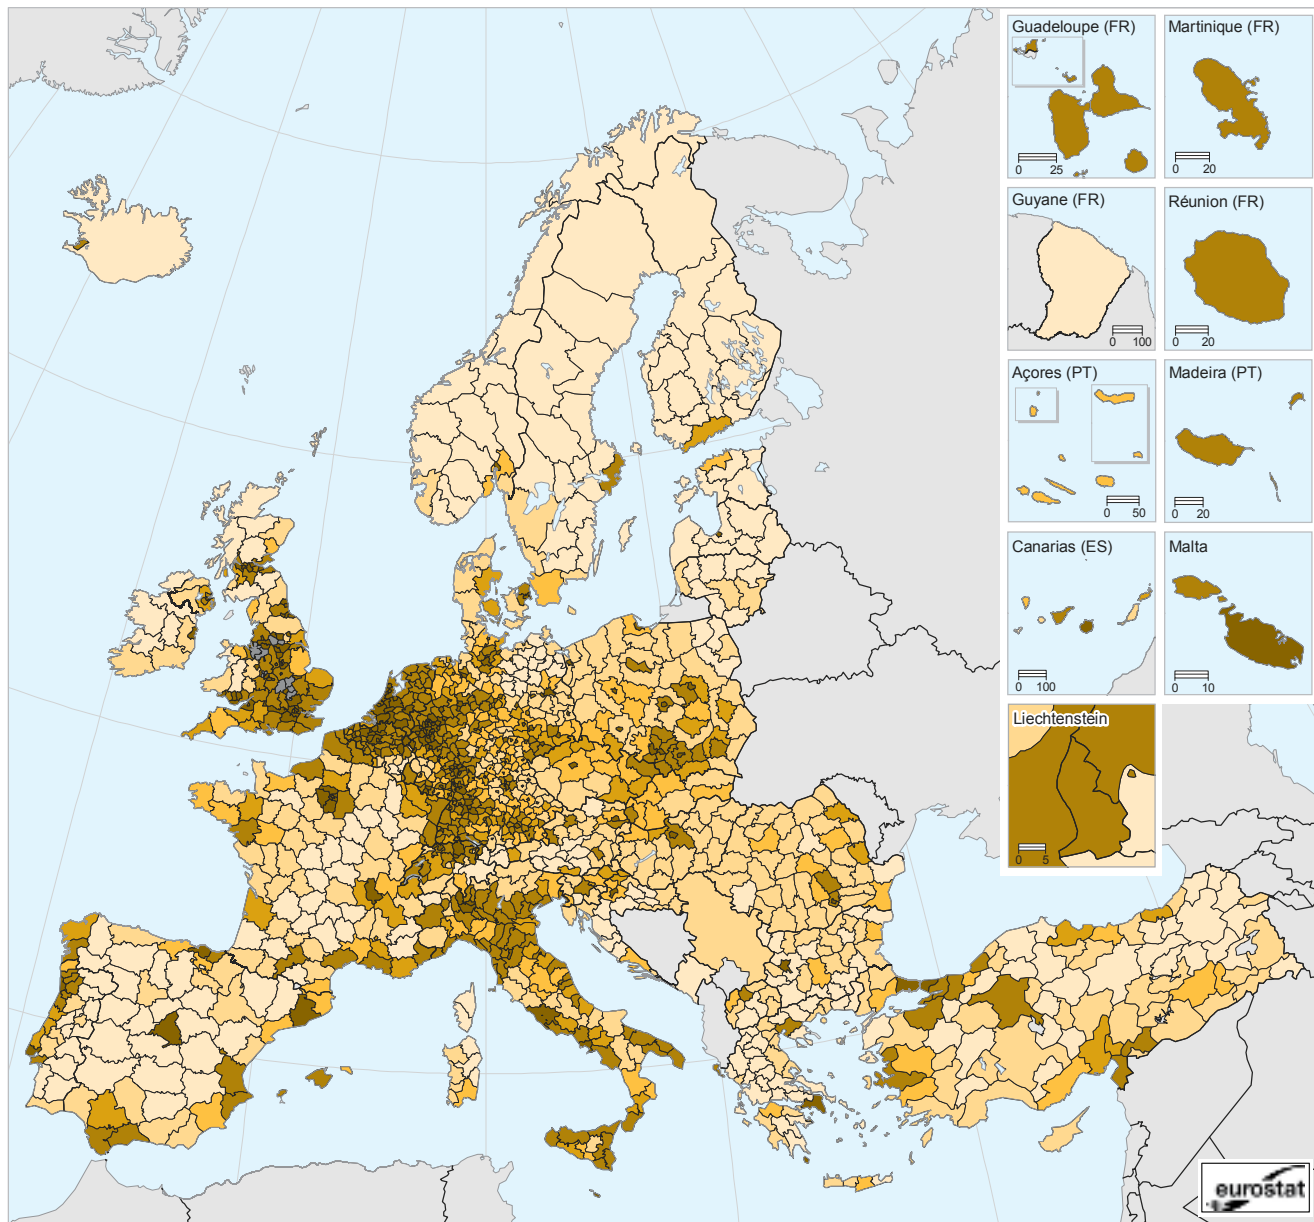 Guadeloupe (FR)
0 25
Martinique (FR)
0 20
Guyane (FR)
0 100
Réunion (FR)
0 20
Açores (PT)
0 50
Madeira (PT)
0 20
Canarias (ES)
0 100
Malta
0 10
Liechtenstein
0 5
eurostat